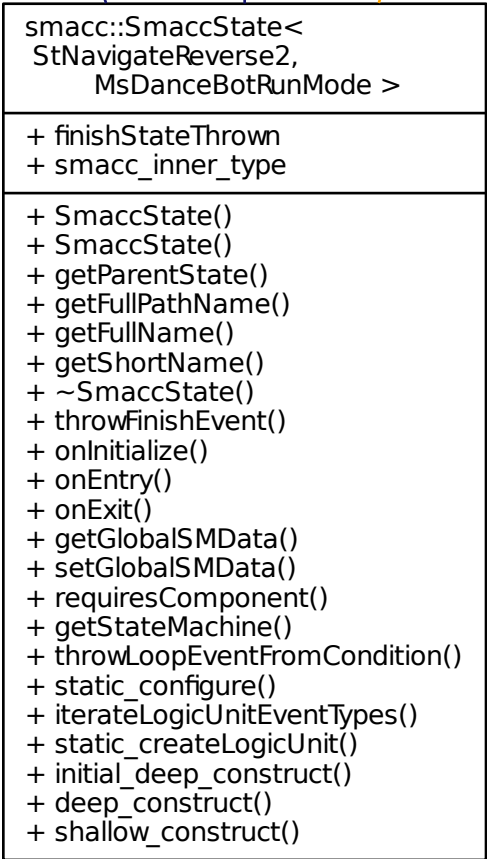 smacc::SmaccState<
StNavigateReverse2,
MsDanceBotRunMode >
+ finishStateThrown
+ smacc_inner_type
+ SmaccState()
+ SmaccState()
+ getParentState()
+ getFullPathName()
+ getFullName()
+ getShortName()
+ ~SmaccState()
+ throwFinishEvent()
+ onInitialize()
+ onEntry()
+ onExit()
+ getGlobalSMData()
+ setGlobalSMData()
+ requiresComponent()
+ getStateMachine()
+ throwLoopEventFromCondition()
+ static_configure()
+ iterateLogicUnitEventTypes()
+ static_createLogicUnit()
+ initial_deep_construct()
+ deep_construct()
+ shallow_construct()